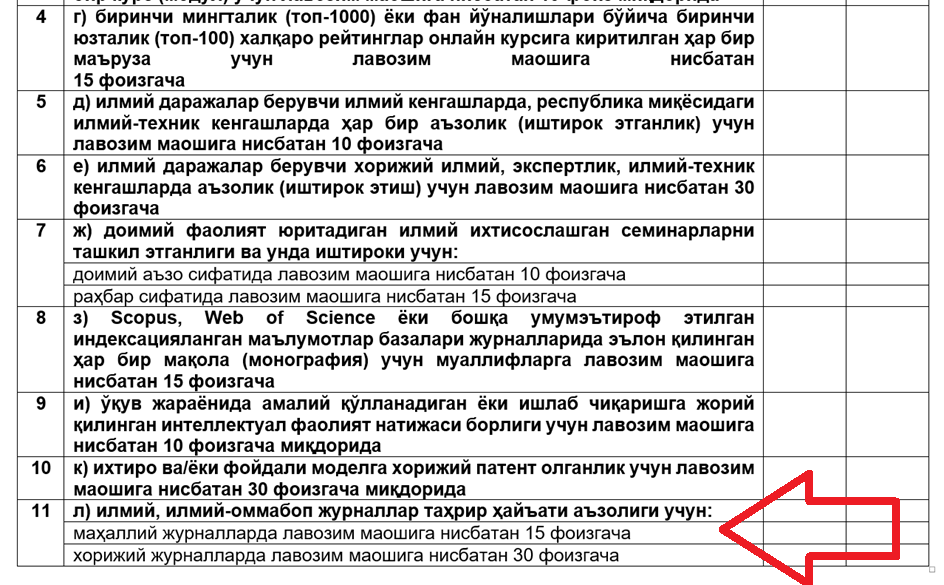 4 г) биринчи мингталик (топ-1000) ёки фан йўналишлари бўйича биринчи
юзталик (топ-100) халқаро рейтинглар онлайн курсига киритилган ҳар бир
маъруза учун лавозим маошига нисбатан
15 фоизгача
5 д) илмий даражалар берувчи илмий кенгашларда, республика миқёсидаги
илмий-техник кенгашларда ҳар бир аъзолик (иштирок этганлик) учун
лавозим маошига нисбатан 10 фоизгача
6 е) илмий даражалар берувчи хорижий илмий, экспертлик, илмий-техник
кенгашларда аъзолик (иштирок этиш) учун лавозим маошига нисбатан 30
фоизгача
7 ж) доимий фаолият юритадиган илмий ихтисослашган семинарларни
ташкил этганлиги ва унда иштироки учун:
доимий аъзо сифатида лавозим маошига нисбатан 10 фоизгача
раҳбар сифатида лавозим маошига нисбатан 15 фоизгача
8 з) Scopus, Web of Science ёки бошқа умумэътироф этилган
индексацияланган маълумотлар базалари журналларида эълон қилинган
ҳар бир мақола (монография) учун муаллифларга лавозим маошига
нисбатан 15 фоизгача
9 и) ўқув жараёнида амалий қўлланадиган ёки ишлаб чиқаришга жорий
қилинган интеллектуал фаолият натижаси борлиги учун лавозим маошига
нисбатан 10 фоизгача миқдорида
10 к) ихтиро ва/ёки фойдали моделга хорижий патент олганлик учун лавозим
маошига нисбатан 30 фоизгача миқдорида
11 л) илмий, илмий-оммабоп журналлар таҳрир ҳайъати аъзолиги учун:
маҳаллий журналларда лавозим маошига нисбатан 15 фоизгача
хорижий журналларда лавозим маошига нисбатан 30 фоизгача